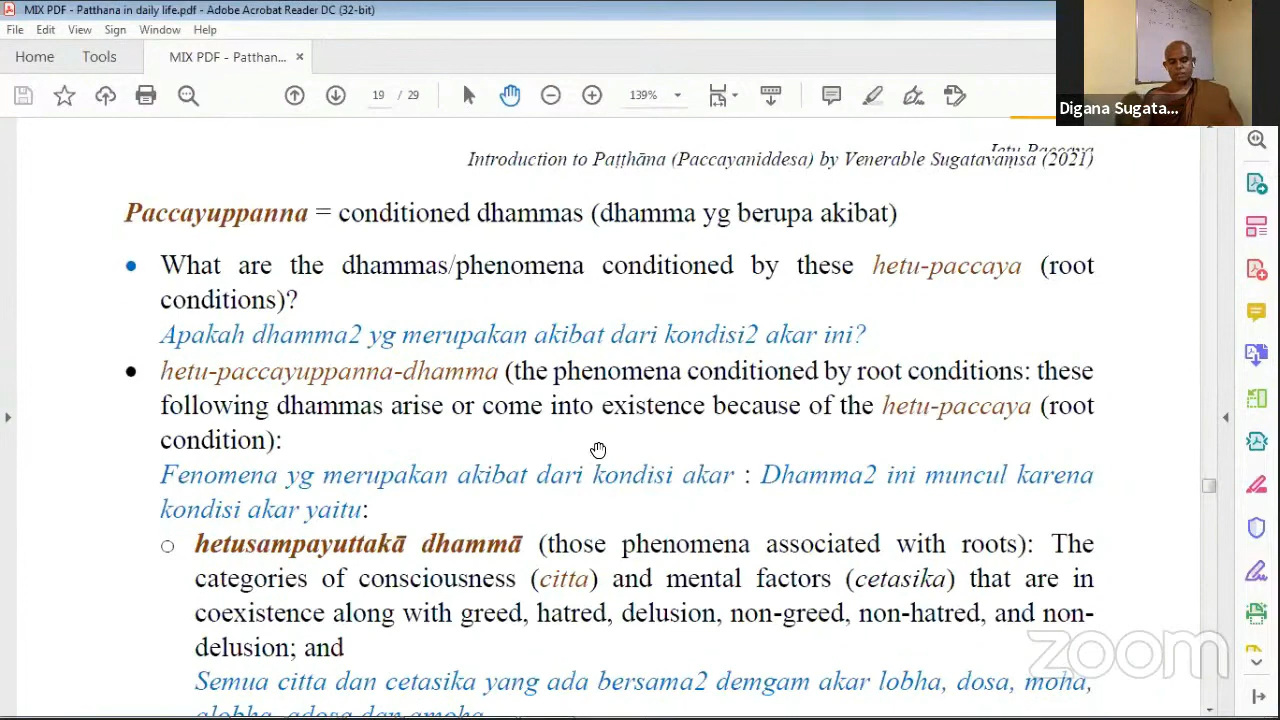 MIX PDF - Patthana in daily life.pdf - Adobe Acrobat Reader DC (32-bit)
File Edit View Sign Window Help
Home Tools MIX PDF - Patthan... ×
19 / 29 139%
Digana Sugata...
Introduction to Paṭṭhāna (Paccayaniddesa) by Venerable Sugatavaṃsa (2021)
Paccayuppanna = conditioned dhammas (dhamma yg berupa akibat)
• What are the dhammas/phenomena conditioned by these hetu-paccaya (root
conditions)?
Apakah dhamma2 yg merupakan akibat dari kondisi2 akar ini?
• hetu-paccayuppanna-dhamma (the phenomena conditioned by root conditions: these
following dhammas arise or come into existence because of the hetu-paccaya (root
condition):
Fenomena yg merupakan akibat dari kondisi akar : Dhamma2 ini muncul karena
kondisi akar yaitu:
○ hetusampayuttakā dhammā (those phenomena associated with roots): The
categories of consciousness (citta) and mental factors (cetasika) that are in
coexistence along with greed, hatred, delusion, non-greed, non-hatred, and non-
delusion; and
Semua citta dan cetasika yang ada bersama2 demgam akar lobha, dosa, moha,
alobha, adosa dan amoha
zoom